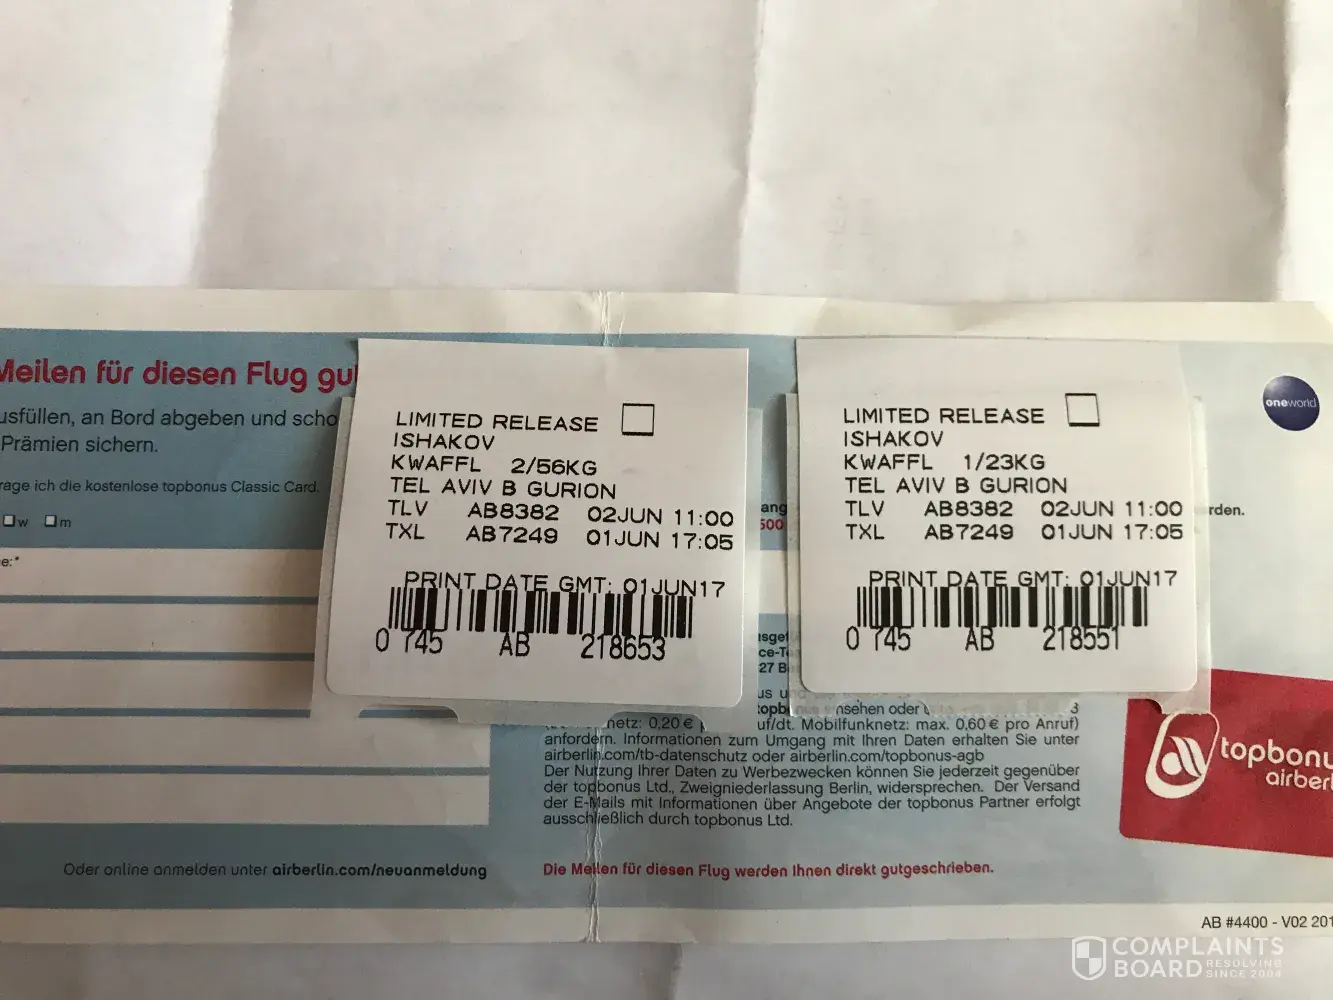 Meilen für diesen Flug gu
usfüllen, an Bord abgeben und scho
Prämien sichern.
rage ich die kostenlose topbonus Classic Card.
w m
e:*
Oder online anmelden unter airberlin.com/neuanmeldung
LIMITED RELEASE
ISHAKOV
KWAFFL 2/56KG
TEL AVIV B GURION
TLV AB8382 02JUN 11:00
TXL AB7249 01JUN 17:05
PRINT DATE GMT: 01JUN17
0 745 AB 218653
LIMITED RELEASE
ISHAKOV
KWAFFL 1/23KG
TEL AVIV B GURION
TLV AB8382 02JUN 11:00
TXL AB7249 01JUN 17:05
PRINT DATE GMT: 01JUN17
0 745 AB 218551
oneworld
ang
500
rden.
27 B
nsehen oder
netz: 0,20 € uf/dt. Mobilfunknetz: max. 0,60 € pro Anruf)
anfordern. Informationen zum Umgang mit Ihren Daten erhalten Sie unter
airberlin.com/tb-datenschutz oder airberlin.com/topbonus-agb
Der Nutzung Ihrer Daten zu Werbezwecken können Sie jederzeit gegenüber
der topbonus Ltd., Zweigniederlassung Berlin, widersprechen. Der Versand
der E-Mails mit Informationen über Angebote der topbonus Partner erfolgt
ausschließlich durch topbonus Ltd.
Die Meilen für diesen Flug werden Ihnen direkt gutgeschrieben.
topbonu
airberl
AB #4400 - V02 201
COMPLAINTS
BOARD RESOLVING
SINCE 2004